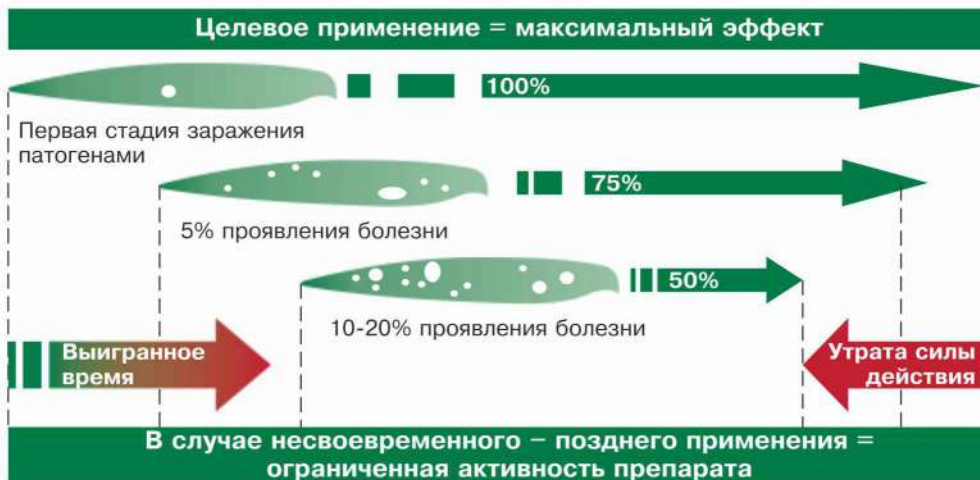 Целевое применение = максимальный эффект
100%
Первая стадия заражения
патогенами
75%
5% проявления болезни
50%
10-20% проявления болезни
Выигранное
время
Утрата силы
действия
В случае несвоевременного – позднего применения =
ограниченная активность препарата